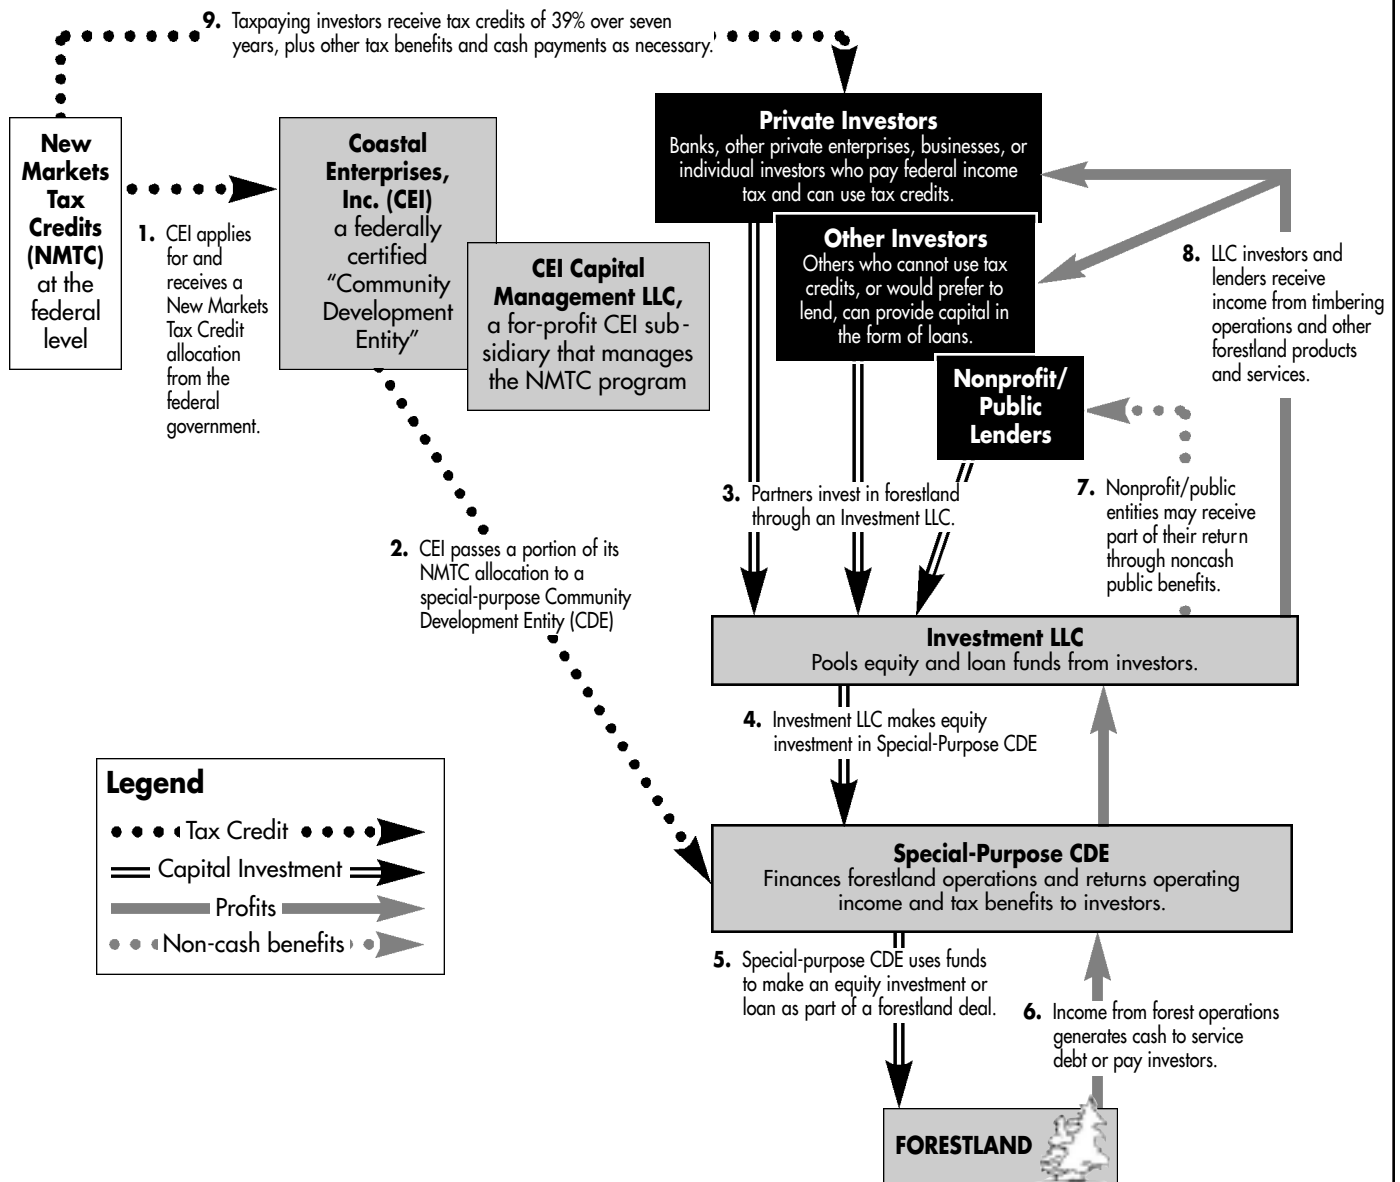 9. Taxpaying investors receive tax credits of 39% over seven
years, plus other tax benefits and cash payments as necessary.
New
Markets
Tax
Credits
(NMTC)
at the
federal
level
1. CEI applies
for and
receives a
New Markets
Tax Credit
allocation
from the
federal
government.
Coastal
Enterprises,
Inc. (CEI)
a federally
certified
“Community
Development
Entity”
CEI Capital
Management LLC,
a for-profit CEI sub-
sidiary that manages
the NMTC program
Private Investors
Banks, other private enterprises, businesses, or
individual investors who pay federal income
tax and can use tax credits.
Other Investors
Others who cannot use tax
credits, or would prefer to
lend, can provide capital in
the form of loans.
Nonprofit/
Public
Lenders
8. LLC investors and
lenders receive
income from timbering
operations and other
forestland products
and services.
3. Partners invest in forestland
through an Investment LLC.
7. Nonprofit/public
entities may receive
part of their return
through noncash
public benefits.
2. CEI passes a portion of its
NMTC allocation to a
special-purpose Community
Development Entity (CDE)
Investment LLC
Pools equity and loan funds from investors.
4. Investment LLC makes equity
investment in Special-Purpose CDE
Legend
Tax Credit
Capital Investment
Profits
Non-cash benefits
Special-Purpose CDE
Finances forestland operations and returns operating
income and tax benefits to investors.
5. Special-purpose CDE uses funds
to make an equity investment or
loan as part of a forestland deal.
6. Income from forest operations
generates cash to service
debt or pay investors.
FORESTLAND